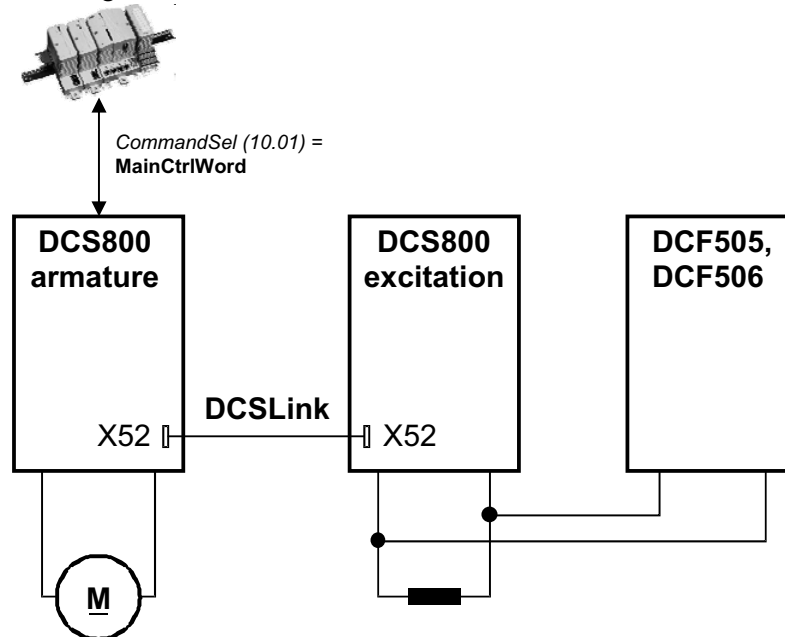 CommandSel (10.01) =
MainCtrlWord
DCS800
armature
DCS800
excitation
DCF505,
DCF506
DCSLink
X52
X52
M